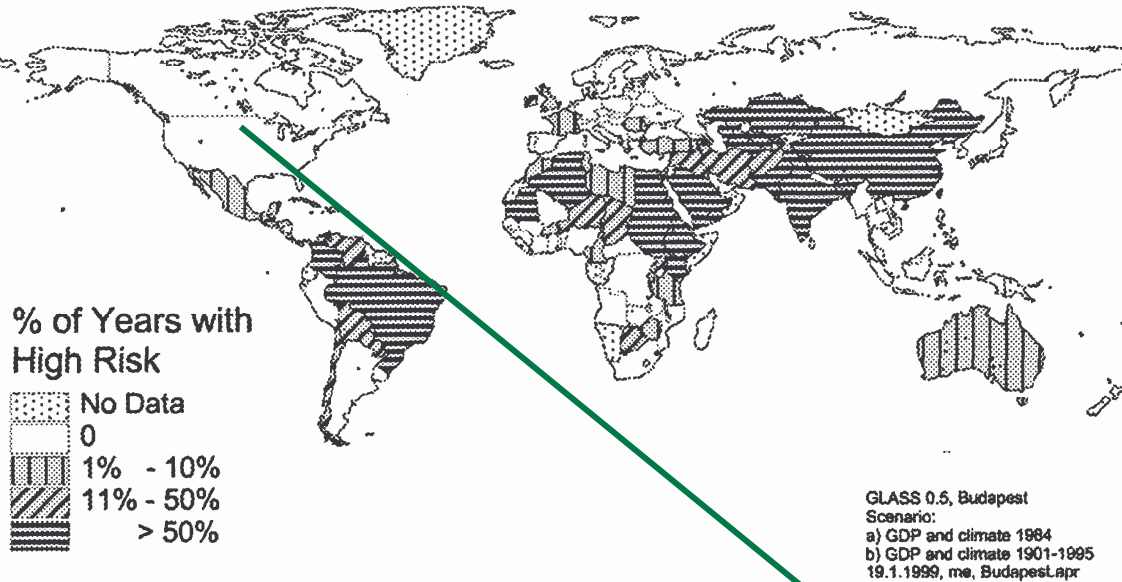 % of Years with
High Risk
No Data
0
1% - 10%
11% - 50%
> 50%
GLASS 0.5, Budapest
Scenario:
a) GDP and climate 1984
b) GDP and climate 1901-1995
19.1.1999, me, Budapest.apr